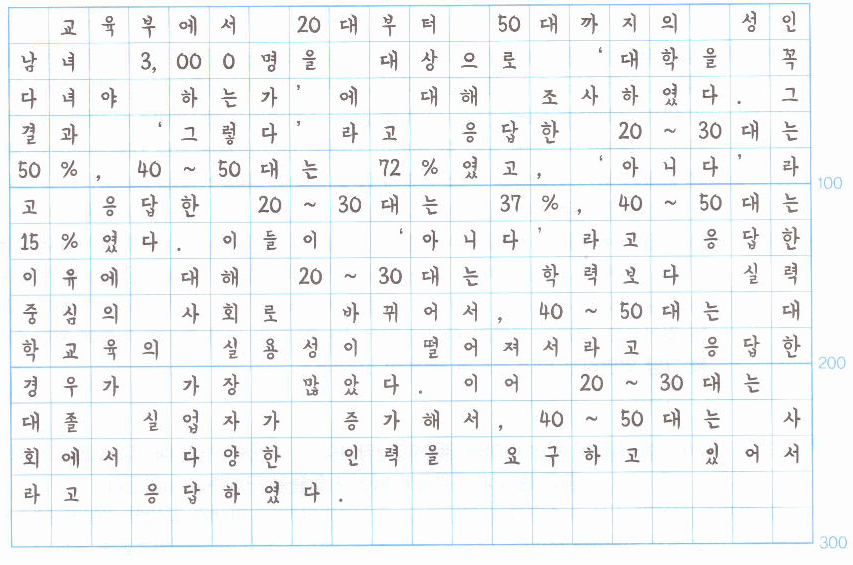 교육부에서 20대부터 50대까지의 성인
남녀 3,000명을 대상으로 ‘대학을 꼭
다녀야 하는가’에 대해 조사하였다. 그
결과 ‘그렇다’라고 응답한 20~30대는
50%, 40~50대는 72%였고, ‘아니다’라
100
고 응답한 20~30대는 37%, 40~50대는
15%였다. 이들이 ‘아니다’라고 응답한
이유에 대해 20~30대는 학력보다 실력
중심의 사회로 바뀌어서, 40~50대는 대
학교육의 실용성이 떨어져서라고 응답한
200
경우가 가장 많았다. 이어 20~30대는
대졸 실업자가 증가해서, 40~50대는 사
회에서 다양한 인력을 요구하고 있어서
라고 응답하였다.
300